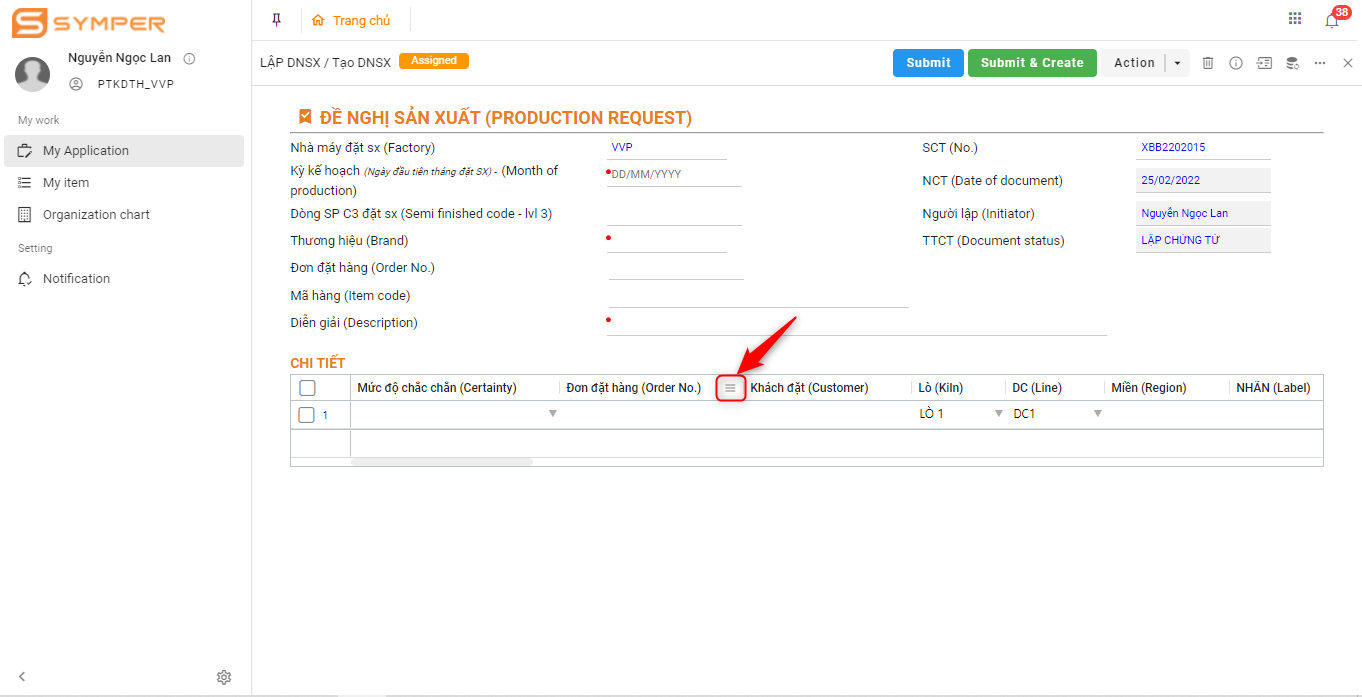 SYMPER
Trang chủ
38
Nguyễn Ngọc Lan
PTKDTH_VVP
LẬP DNSX / Tạo DNSX
Assigned
Submit
Submit & Create
Action
My work
My Application
My item
Organization chart
Setting
Notification
ĐỀ NGHỊ SẢN XUẤT (PRODUCTION REQUEST)
Nhà máy đặt sx (Factory)
VVP
SCT (No.)
XBB2202015
Kỳ kế hoạch (Ngày đầu tiên tháng đặt SX) - (Month of
production)
DD/MM/YYYY
NCT (Date of document)
25/02/2022
Dòng SP C3 đặt sx (Semi finished code - lvl 3)
Người lập (Initiator)
Nguyễn Ngọc Lan
Thương hiệu (Brand)
TTCT (Document status)
LẬP CHỨNG TỪ
Đơn đặt hàng (Order No.)
Mã hàng (Item code)
Diễn giải (Description)
CHI TIẾT
Mức độ chắc chắn (Certainty)
Đơn đặt hàng (Order No.)
Khách đặt (Customer)
Lò (Kiln)
DC (Line)
Miền (Region)
NHÃN (Label)
1
LÒ 1
DC1